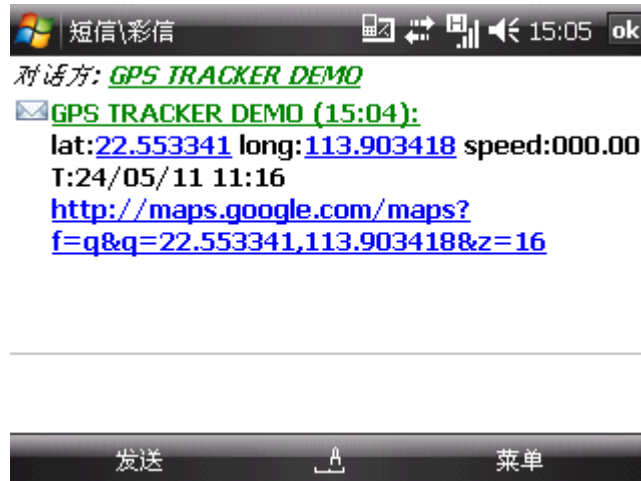 短信\彩信 15:05 ok
对话方: GPS TRACKER DEMO
GPS TRACKER DEMO (15:04):
lat:22.553341 long:113.903418 speed:000.00
T:24/05/11 11:16
http://maps.google.com/maps?
f=q&q=22.553341,113.903418&z=16
发送 菜单